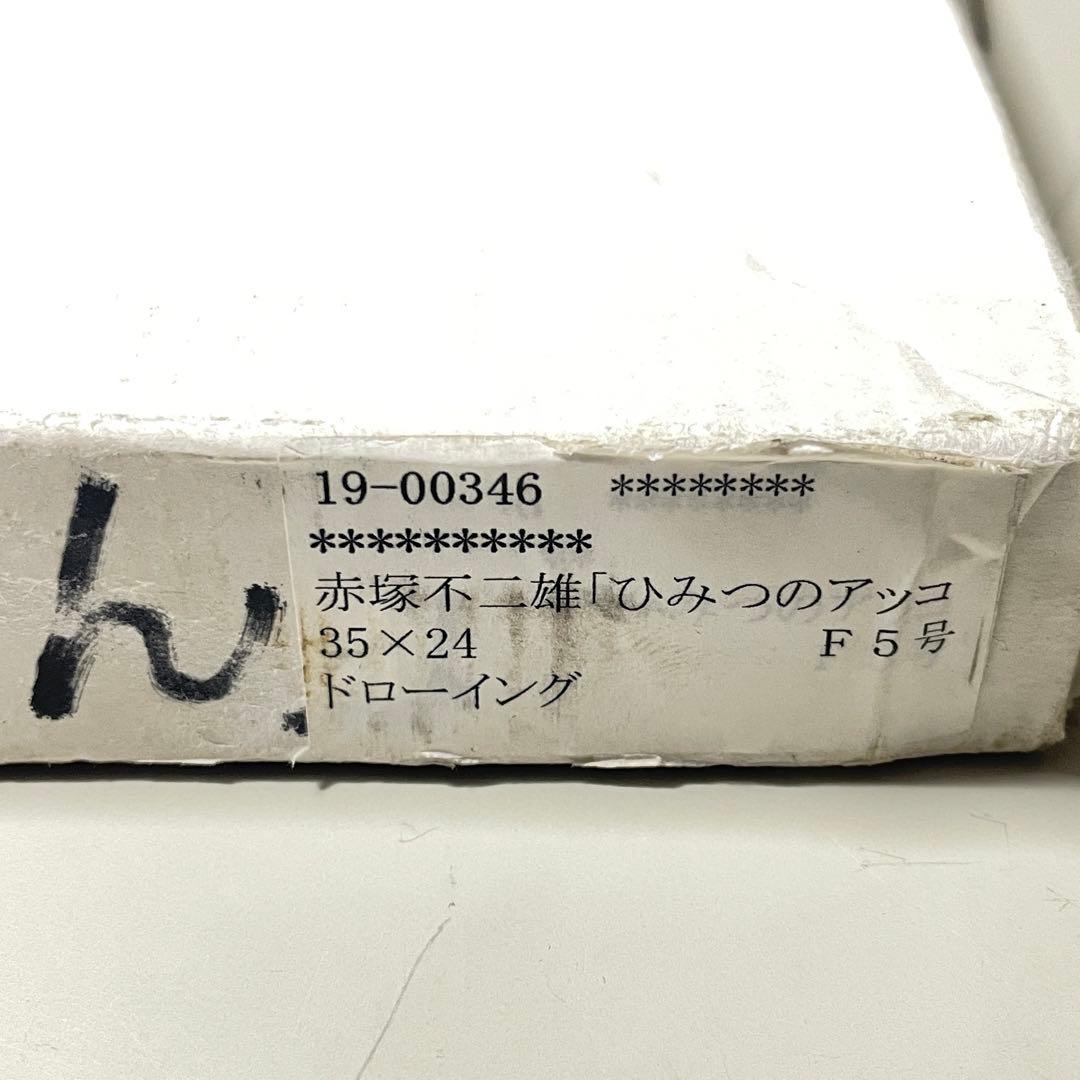 ん
19-00346 ********
**********
赤塚不二雄「ひみつのアッコ
35×24 F5号
ドローイング